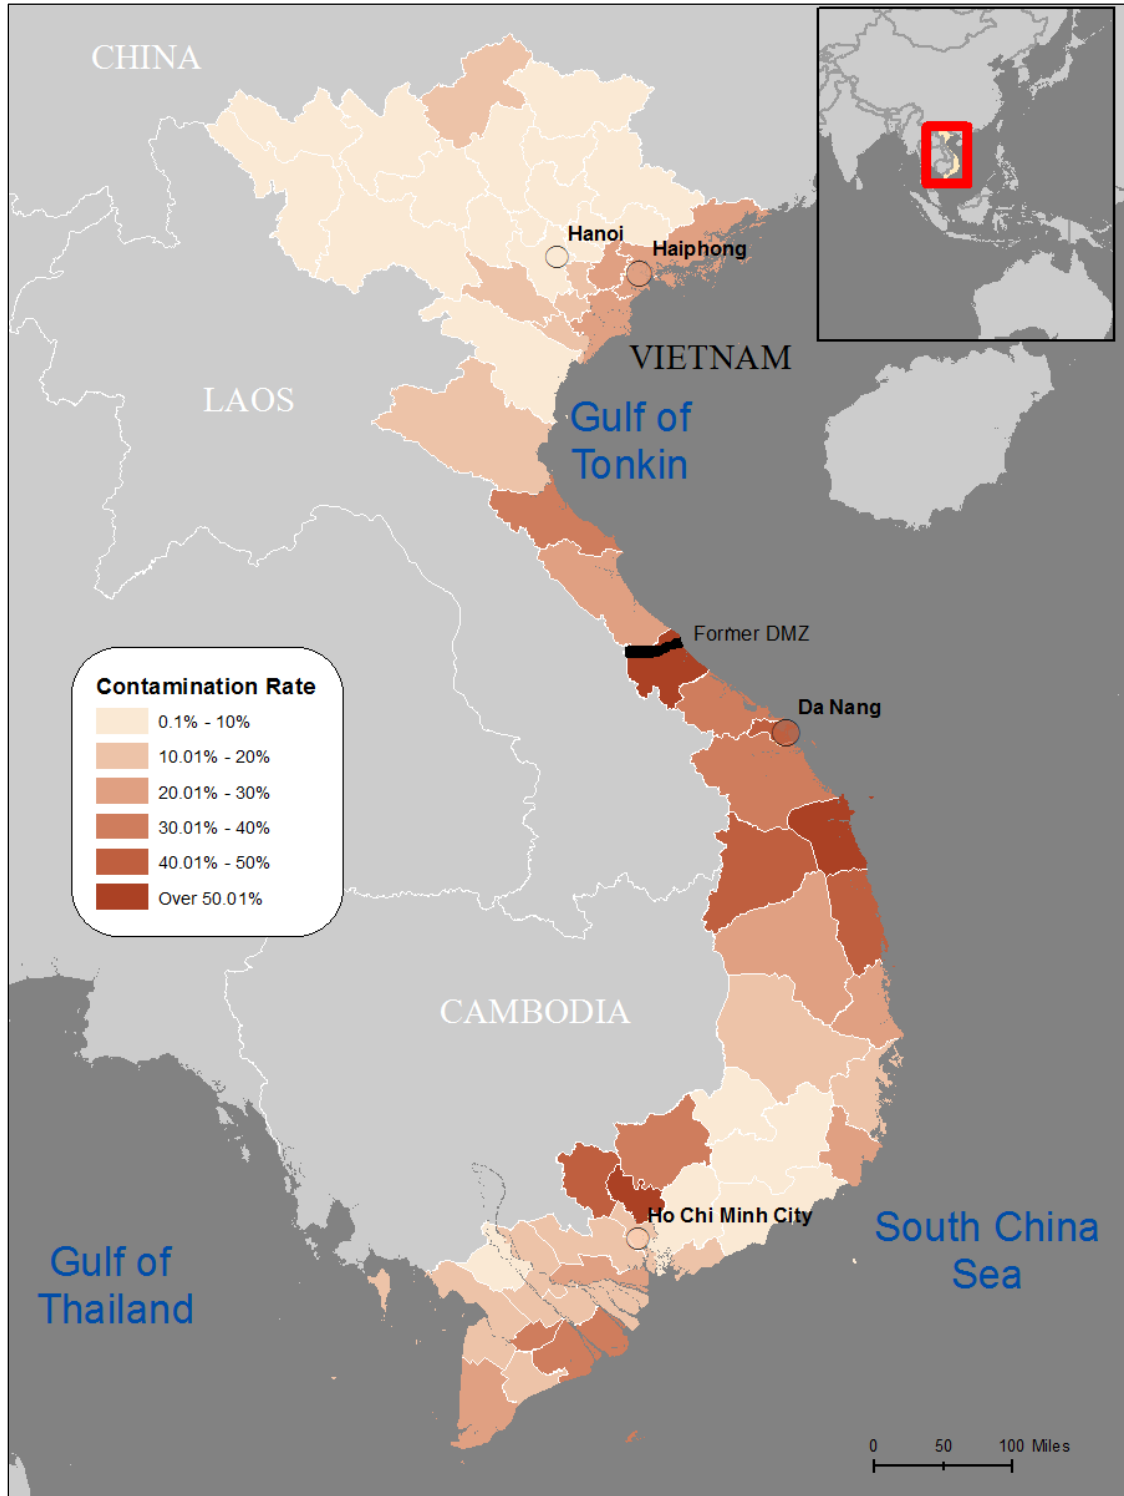 CHINA
Hanoi
Haiphong
VIETNAM
LAOS
Gulf of
Tonkin
Former DMZ
Contamination Rate
0.1% - 10%
10.01% - 20%
20.01% - 30%
30.01% - 40%
40.01% - 50%
Over 50.01%
Da Nang
CAMBODIA
Ho Chi Minh City
South China
Sea
Gulf of
Thailand
0 50 100 Miles